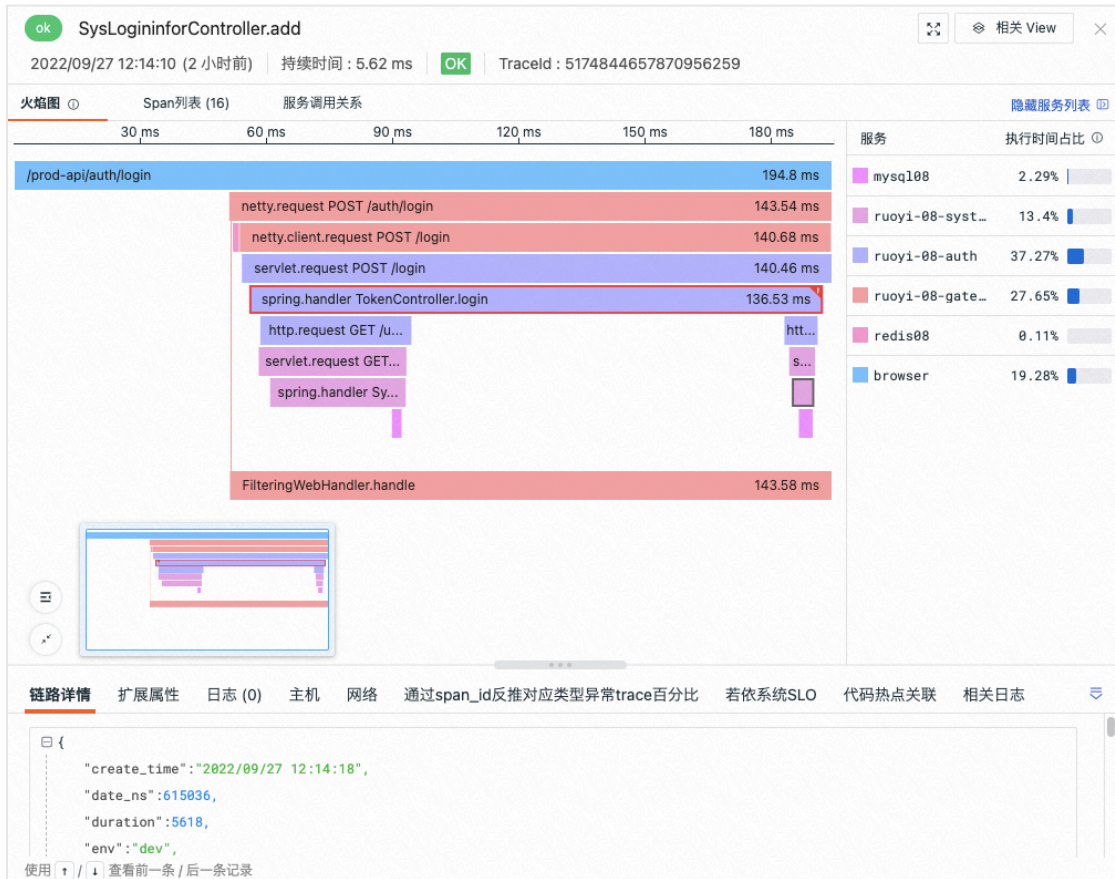 ok SysLogininforController.add 相关 View
2022/09/27 12:14:10 (2 小时前) 持续时间 : 5.62 ms OK TraceId : 5174844657870956259
火焰图 Span列表 (16) 服务调用关系 隐藏服务列表
30 ms 60 ms 90 ms 120 ms 150 ms 180 ms
服务 执行时间占比
/prod-api/auth/login 194.8 ms
mysql08 2.29%
netty.request POST /auth/login 143.54 ms
ruoyi-08-syst… 13.4%
netty.client.request POST /login 140.68 ms
servlet.request POST /login 140.46 ms
ruoyi-08-auth 37.27%
spring.handler TokenController.login 136.53 ms
ruoyi-08-gate… 27.65%
http.request GET /u... htt...
redis08 0.11%
servlet.request GET... s...
browser 19.28%
spring.handler Sy...
FilteringWebHandler.handle 143.58 ms
链路详情 扩展属性 日志 (0) 主机 网络 通过span_id反推对应类型异常trace百分比 若依系统SLO 代码热点关联 相关日志
{
"create_time":"2022/09/27 12:14:18",
"date_ns":615036,
"duration":5618,
"env":"dev",
使用 ↑ / ↓ 查看前一条 / 后一条记录